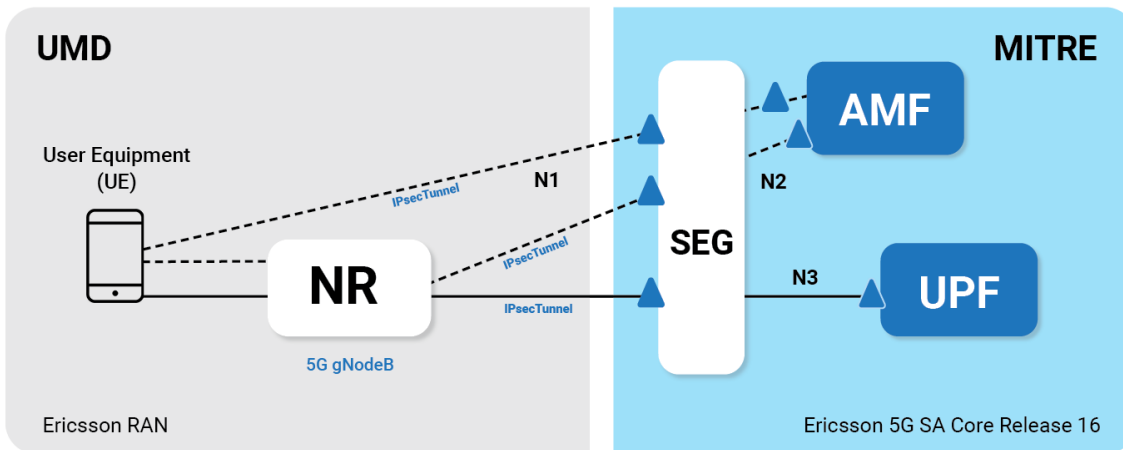 UMD
MITRE
AMF
User Equipment
(UE)
N1
N2
IPsecTunnel
SEG
IPsecTunnel
NR
N3
UPF
IPsecTunnel
5G gNodeB
Ericsson RAN
Ericsson 5G SA Core Release 16